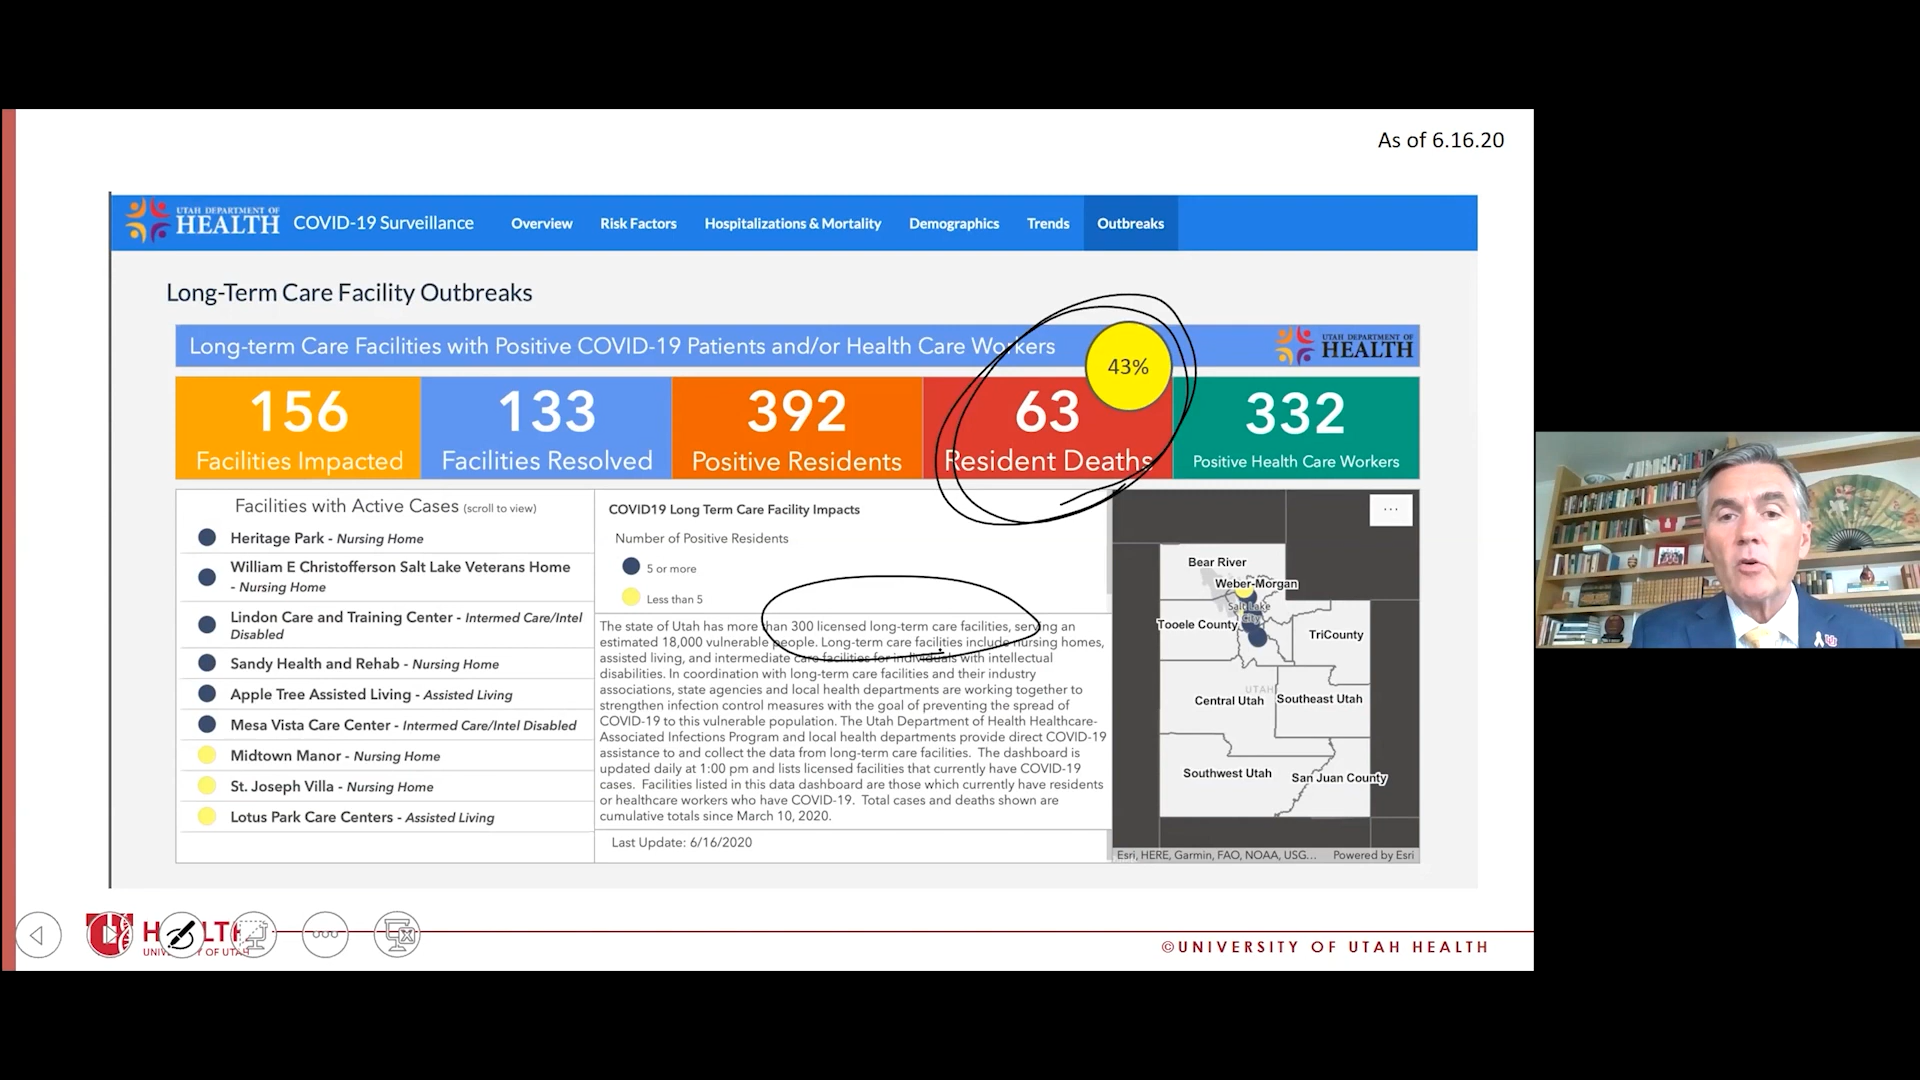 As of 6.16.20
UTAH DEPARTMENT OF
HEALTH
COVID-19 Surveillance
Overview
Risk Factors
Hospitalizations & Mortality
Demographics
Trends
Outbreaks
Long-Term Care Facility Outbreaks
Long-term Care Facilities with Positive COVID-19 Patients and/or Health Care Workers
43%
UTAH DEPARTMENT OF
HEALTH
156
Facilities Impacted
133
Facilities Resolved
392
Positive Residents
63
Resident Deaths
332
Positive Health Care Workers
Facilities with Active Cases (scroll to view)
Heritage Park - Nursing Home
William E Christofferson Salt Lake Veterans Home
- Nursing Home
Lindon Care and Training Center - Intermed Care/Intel
Disabled
Sandy Health and Rehab - Nursing Home
Apple Tree Assisted Living - Assisted Living
Mesa Vista Care Center - Intermed Care/Intel Disabled
Midtown Manor - Nursing Home
St. Joseph Villa - Nursing Home
Lotus Park Care Centers - Assisted Living
COVID19 Long Term Care Facility Impacts
Number of Positive Residents
5 or more
Less than 5
The state of Utah has more than 300 licensed long-term care facilities, serving an
estimated 18,000 vulnerable people. Long-term care facilities include nursing homes,
assisted living, and intermediate care facilities for individuals with intellectual
disabilities. In coordination with long-term care facilities and their industry
associations, state agencies and local health departments are working together to
strengthen infection control measures with the goal of preventing the spread of
COVID-19 to this vulnerable population. The Utah Department of Health Healthcare-
Associated Infections Program and local health departments provide direct COVID-19
assistance to and collect the data from long-term care facilities. The dashboard is
updated daily at 1:00 pm and lists licensed facilities that currently have COVID-19
cases. Facilities listed in this data dashboard are those which currently have residents
or healthcare workers who have COVID-19. Total cases and deaths shown are
cumulative totals since March 10, 2020.
Last Update: 6/16/2020
...
Bear River
Weber-Morgan
Salt Lake
City
Tooele County
TriCounty
UTAH
Central Utah
Southeast Utah
Southwest Utah
San Juan County
Esri, HERE, Garmin, FAO, NOAA, USG...
Powered by Esri
©UNIVERSITY OF UTAH HEALTH